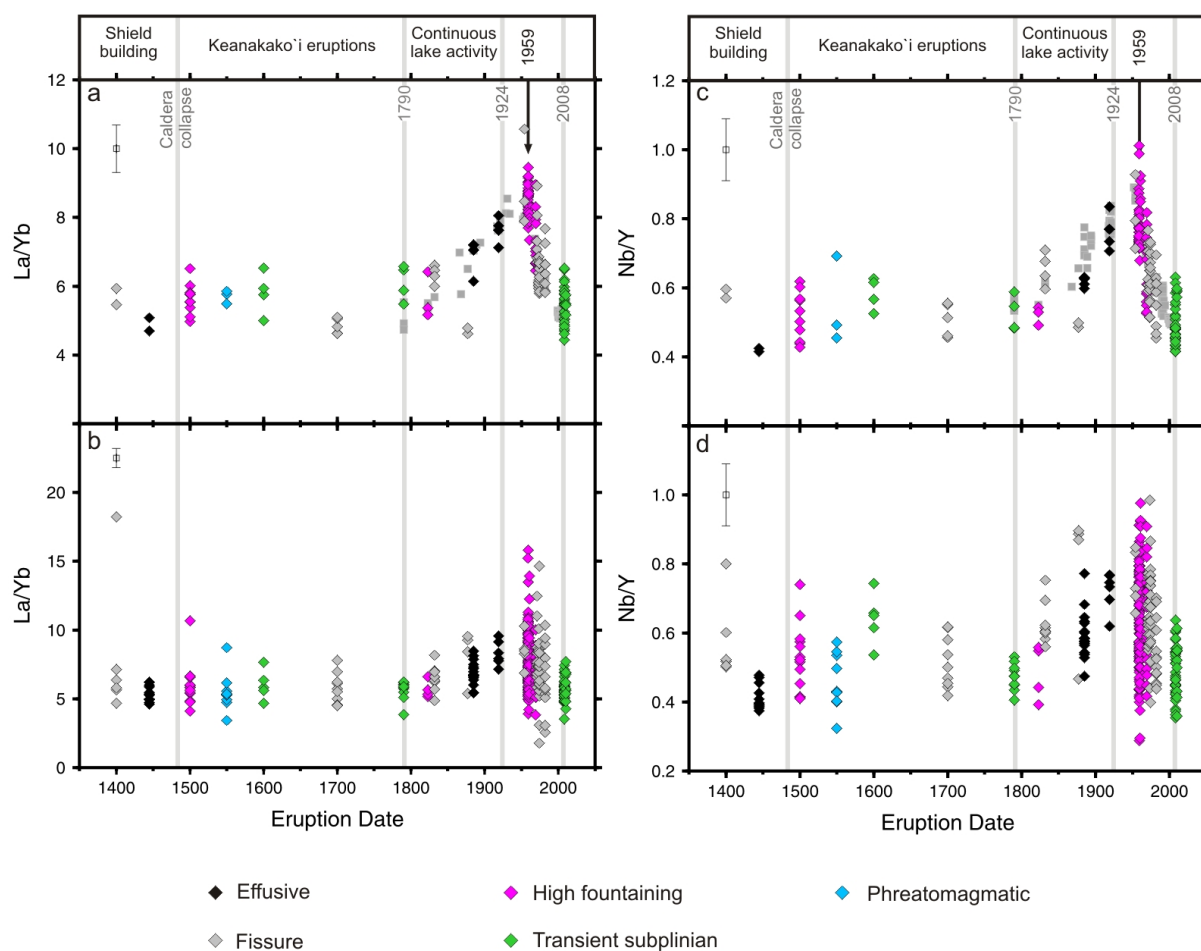 Shield building
Keanakako`i eruptions
Continuous lake activity
1959
Shield building
Keanakako`i eruptions
Continuous lake activity
1959
12
a
Caldera collapse
1790
1924
2008
10
8
6
4
La/Yb
1.2
c
Caldera collapse
1790
1924
2008
1.0
0.8
0.6
0.4
Nb/Y
b
20
15
10
5
0
La/Yb
1400 1500 1600 1700 1800 1900 2000
Eruption Date
d
1.0
0.8
0.6
0.4
0.2
Nb/Y
1400 1500 1600 1700 1800 1900 2000
Eruption Date
Effusive
High fountaining
Phreatomagmatic
Fissure
Transient subplinian